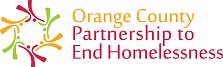 Orange County
Partnership to
End Homelessness